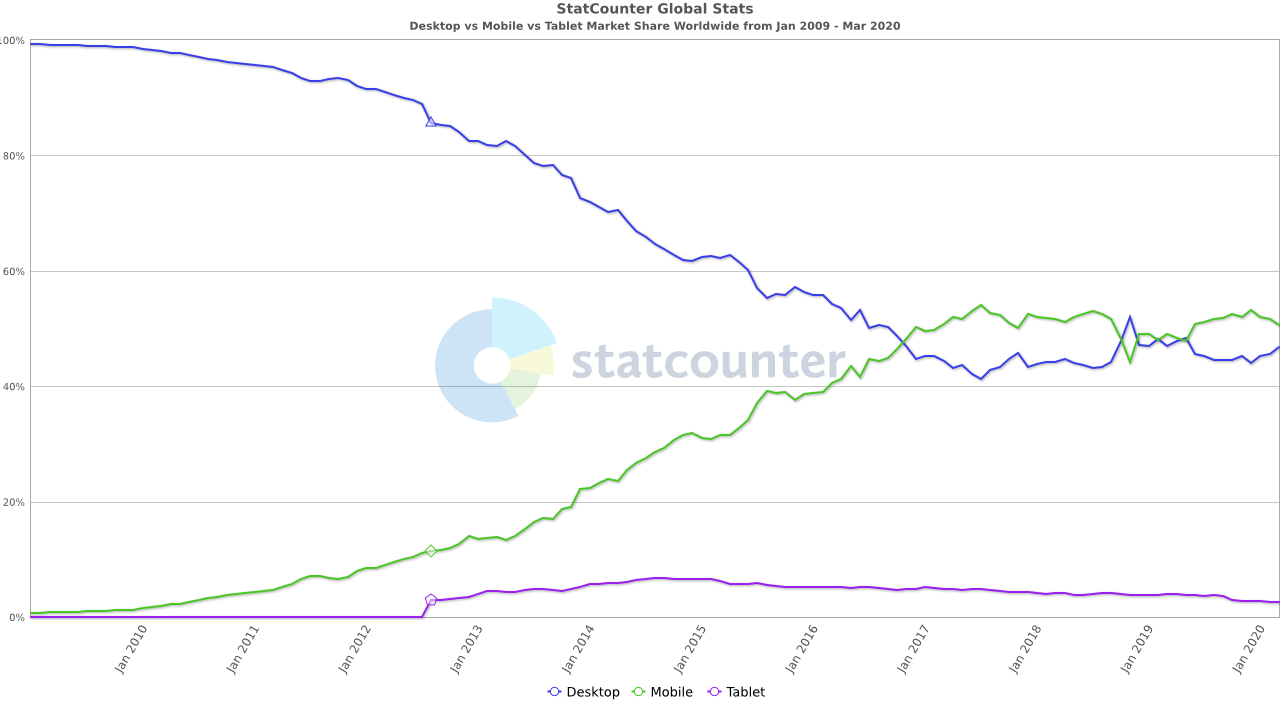 StatCounter Global Stats
Desktop vs Mobile vs Tablet Market Share Worldwide from Jan 2009 - Mar 2020
100%
80%
60%
statcounter
40%
20%
0%
Jan 2010 Jan 2011 Jan 2012 Jan 2013 Jan 2014 Jan 2015 Jan 2016 Jan 2017 Jan 2018 Jan 2019 Jan 2020
Desktop Mobile Tablet